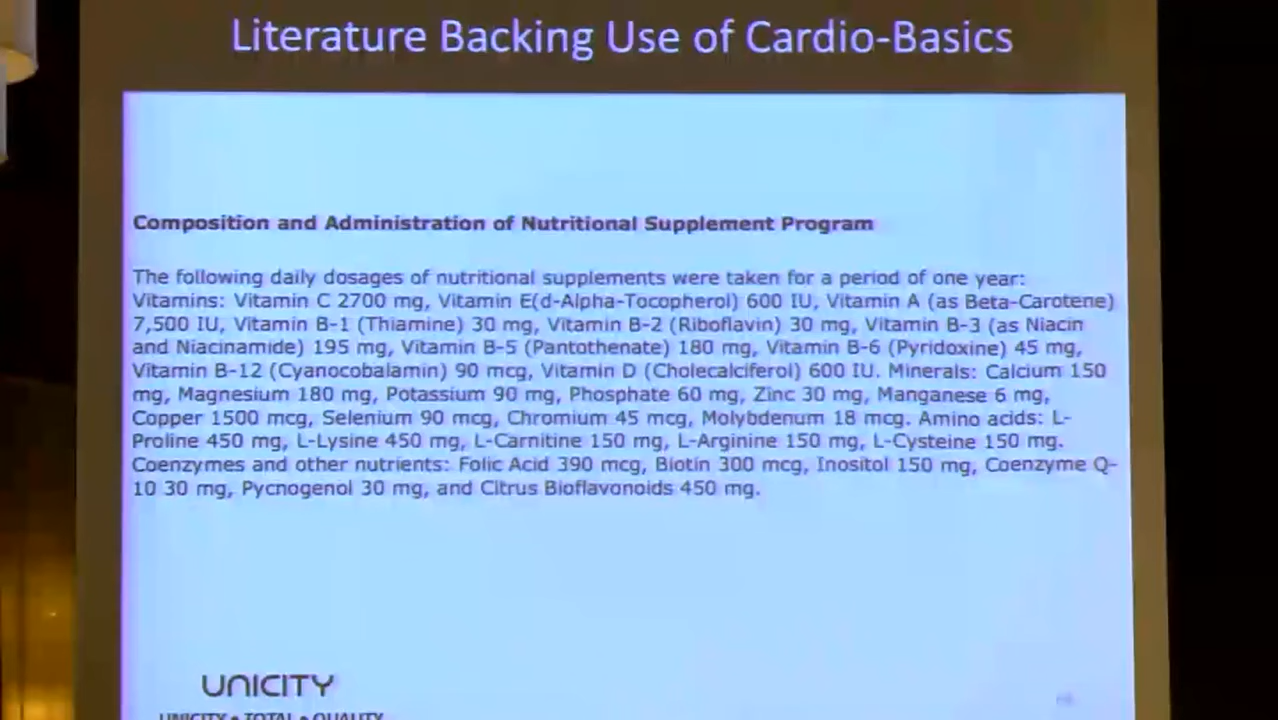 Literature Backing Use of Cardio-Basics
Composition and Administration of Nutritional Supplement Program
The following daily dosages of nutritional supplements were taken for a period of one year:
Vitamins: Vitamin C 2700 mg, Vitamin E(d-Alpha-Tocopherol) 600 IU, Vitamin A (as Beta-Carotene)
7,500 IU, Vitamin B-1 (Thiamine) 30 mg, Vitamin B-2 (Riboflavin) 30 mg, Vitamin B-3 (as Niacin
and Niacinamide) 195 mg, Vitamin B-5 (Pantothenate) 180 mg, Vitamin B-6 (Pyridoxine) 45 mg,
Vitamin B-12 (Cyanocobalamin) 90 mcg, Vitamin D (Cholecalciferol) 600 IU. Minerals: Calcium 150
mg, Magnesium 180 mg, Potassium 90 mg, Phosphate 60 mg, Zinc 30 mg, Manganese 6 mg,
Copper 1500 mcg, Selenium 90 mcg, Chromium 45 mcg, Molybdenum 18 mcg. Amino acids: L-
Proline 450 mg, L-Lysine 450 mg, L-Carnitine 150 mg, L-Arginine 150 mg, L-Cysteine 150 mg.
Coenzymes and other nutrients: Folic Acid 390 mcg, Biotin 300 mcg, Inositol 150 mg, Coenzyme Q-
10 30 mg, Pycnogenol 30 mg, and Citrus Bioflavonoids 450 mg.
UNICITY
UNICITY • TOTAL • QUALITY